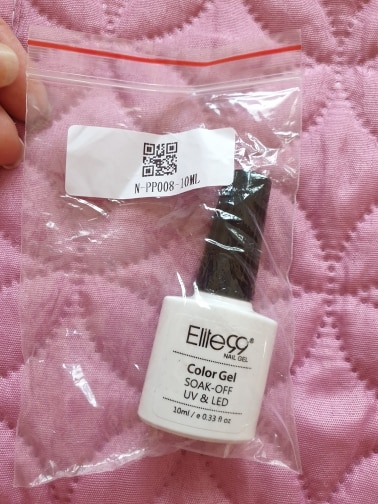 N-PP008-10ML
Elite99®
NAIL GEL
Color Gel
SOAK-OFF
UV & LED
10ml / e 0.33 fl oz